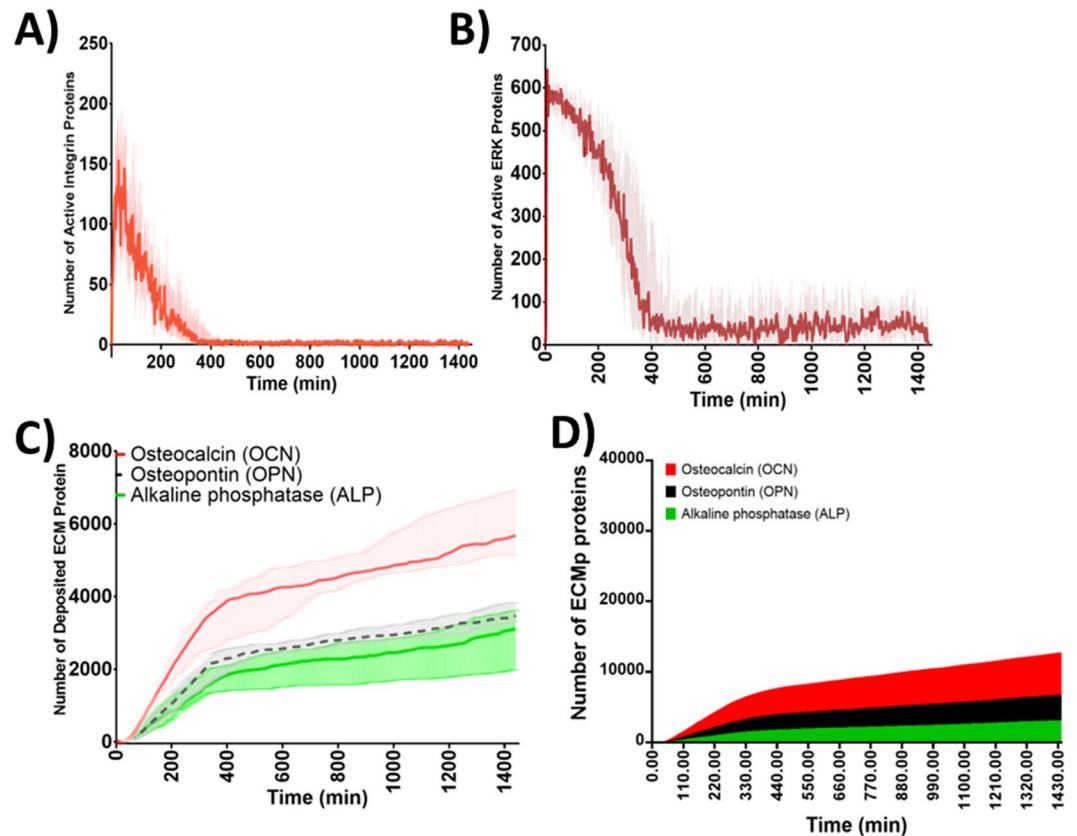 A)
250
200
150
100
50
0
Number of Active Integrin Proteins
0 200 400 600 800 1000 1200 1400
Time (min)
B)
700
600
500
400
300
200
100
0
Number of Active ERK Proteins
0 200 400 600 800 1000 1200 1400
Time (min)
C)
8000
6000
4000
2000
0
Number of Deposited ECM Protein
Osteocalcin (OCN)
Osteopontin (OPN)
Alkaline phosphatase (ALP)
0 200 400 600 800 1000 1200 1400
Time (min)
D)
40000
30000
20000
10000
0
Number of ECMp proteins
Osteocalcin (OCN)
Osteopontin (OPN)
Alkaline phosphatase (ALP)
0.00 110.00 220.00 330.00 440.00 550.00 660.00 770.00 880.00 990.00 1100.00 1210.00 1320.00 1430.00
Time (min)